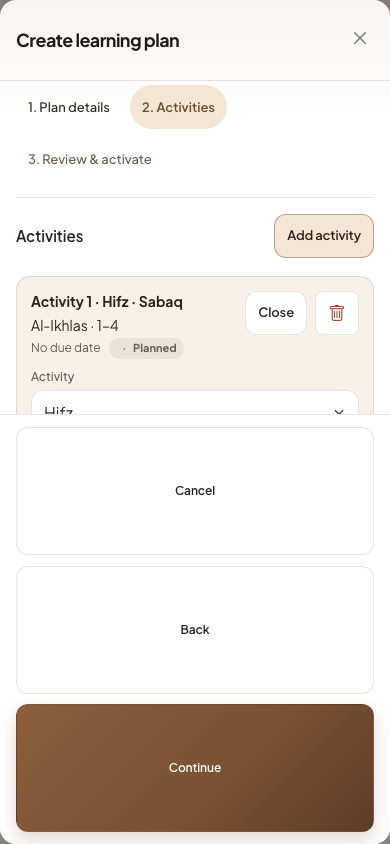 Create learning plan
1. Plan details
2. Activities
3. Review & activate
Activities
Add activity
Activity 1 · Hifz · Sabaq
Close
Al-Ikhlas · 1–4
No due date
· Planned
Activity
Hifz
Cancel
Back
Continue